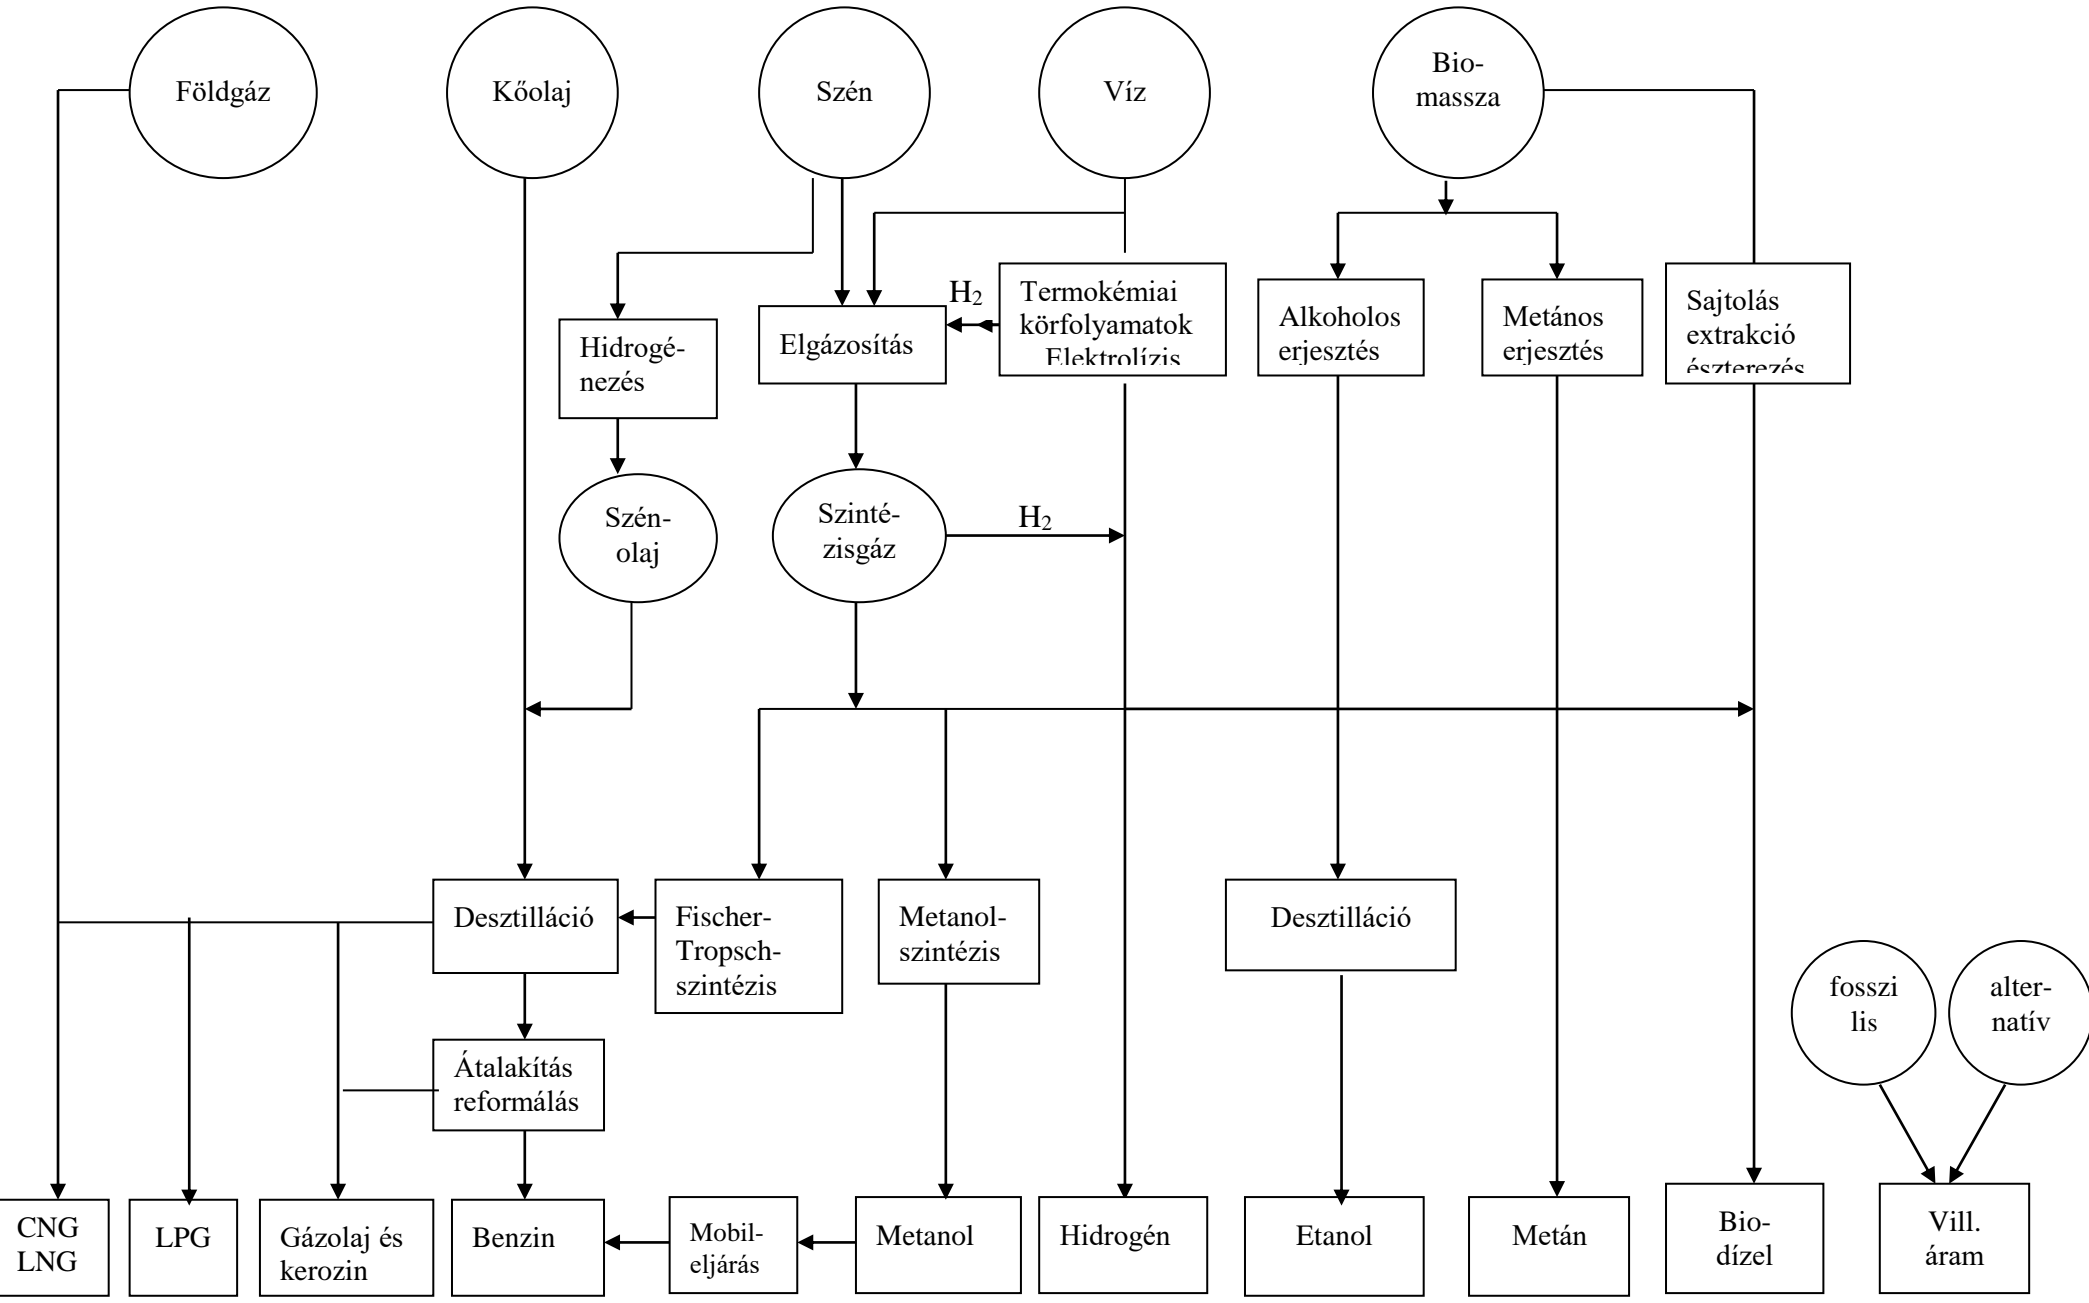 Földgáz
Kőolaj
Szén
Víz
Bio-
massza
H₂
Termokémiai
körfolyamatok
Elektrolízis
Elgázosítás
Hidrogé-
nezés
Alkoholos
erjesztés
Metános
erjesztés
Sajtolás
extrakció
észterezés
Szén-
olaj
Szinté-
zisgáz
H₂
Desztilláció
Fischer-
Tropsch-
szintézis
Metanol-
szintézis
Desztilláció
fosszi
lis
alter-
natív
Átalakítás
reformálás
CNG
LNG
LPG
Gázolaj és
kerozin
Benzin
Mobil-
eljárás
Metanol
Hidrogén
Etanol
Metán
Bio-
dízel
Vill.
áram